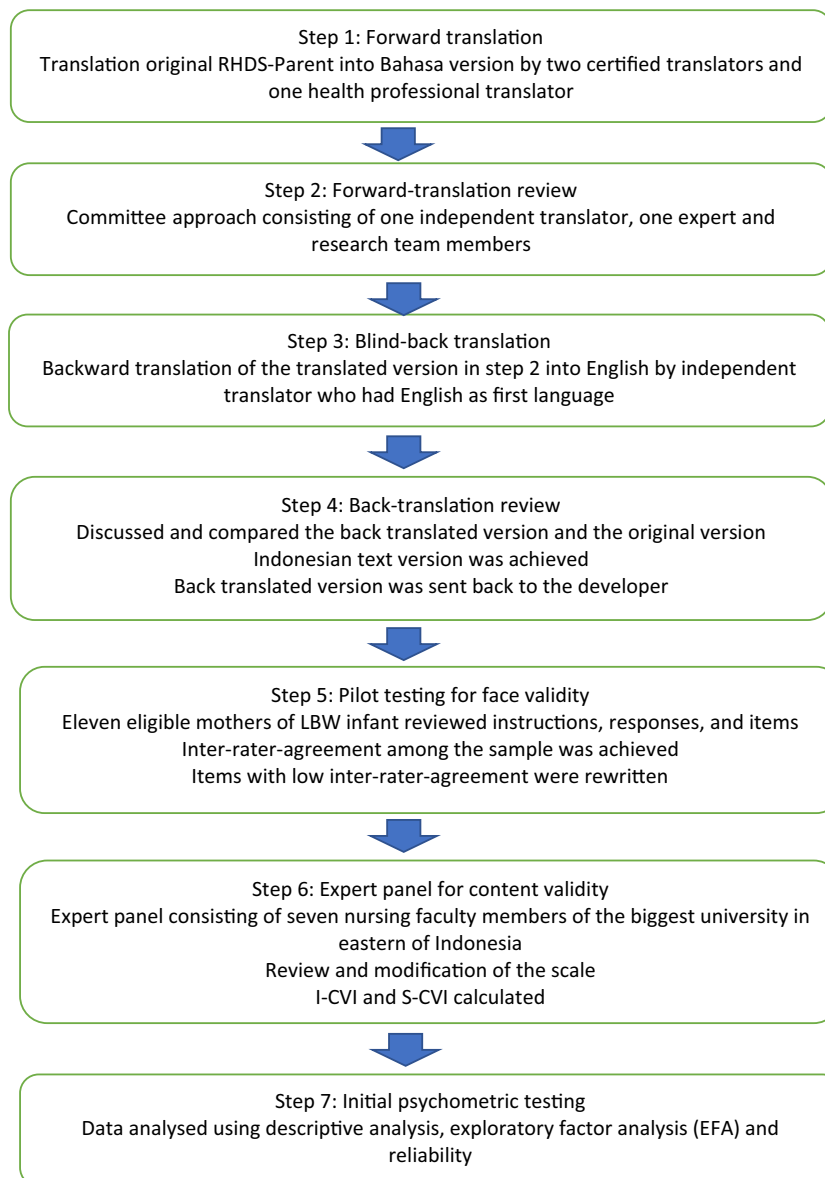 Step 1: Forward translation
Translation original RHDS-Parent into Bahasa version by two certified translators and
one health professional translator
Step 2: Forward-translation review
Committee approach consisting of one independent translator, one expert and
research team members
Step 3: Blind-back translation
Backward translation of the translated version in step 2 into English by independent
translator who had English as first language
Step 4: Back-translation review
Discussed and compared the back translated version and the original version
Indonesian text version was achieved
Back translated version was sent back to the developer
Step 5: Pilot testing for face validity
Eleven eligible mothers of LBW infant reviewed instructions, responses, and items
Inter-rater-agreement among the sample was achieved
Items with low inter-rater-agreement were rewritten
Step 6: Expert panel for content validity
Expert panel consisting of seven nursing faculty members of the biggest university in
eastern of Indonesia
Review and modification of the scale
I-CVI and S-CVI calculated
Step 7: Initial psychometric testing
Data analysed using descriptive analysis, exploratory factor analysis (EFA) and
reliability